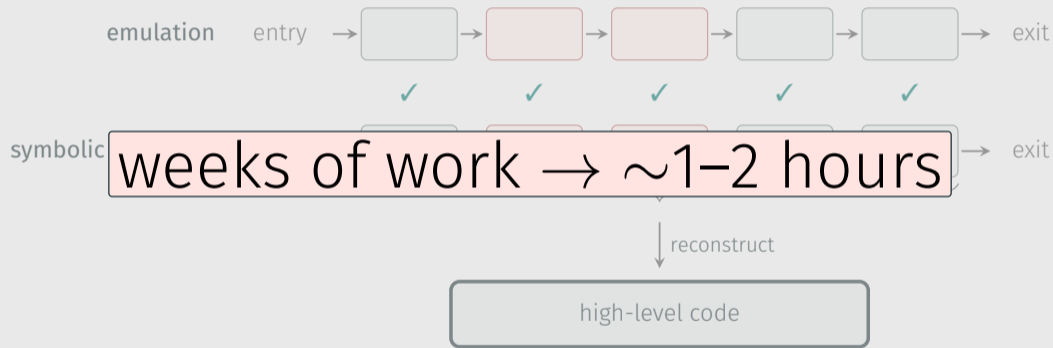 emulation entry → → → → → → exit
✓ ✓ ✓ ✓ ✓
symbolic → exit
weeks of work → ~1–2 hours
reconstruct
high-level code